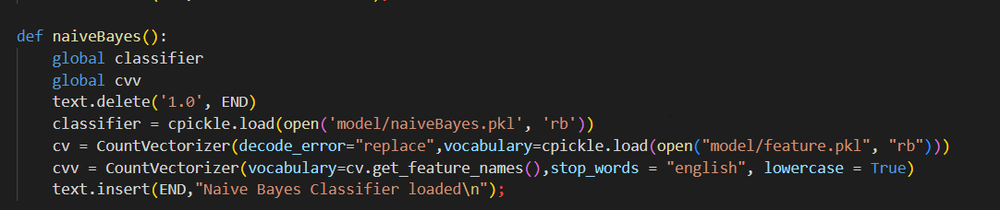 def naiveBayes():
    global classifier
    global cvv
    text.delete('1.0', END)
    classifier = cpickle.load(open('model/naiveBayes.pkl', 'rb'))
    cv = CountVectorizer(decode_error="replace",vocabulary=cpickle.load(open("model/feature.pkl", "rb")))
    cvv = CountVectorizer(vocabulary=cv.get_feature_names(),stop_words = "english", lowercase = True)
    text.insert(END,"Naive Bayes Classifier loaded\n");